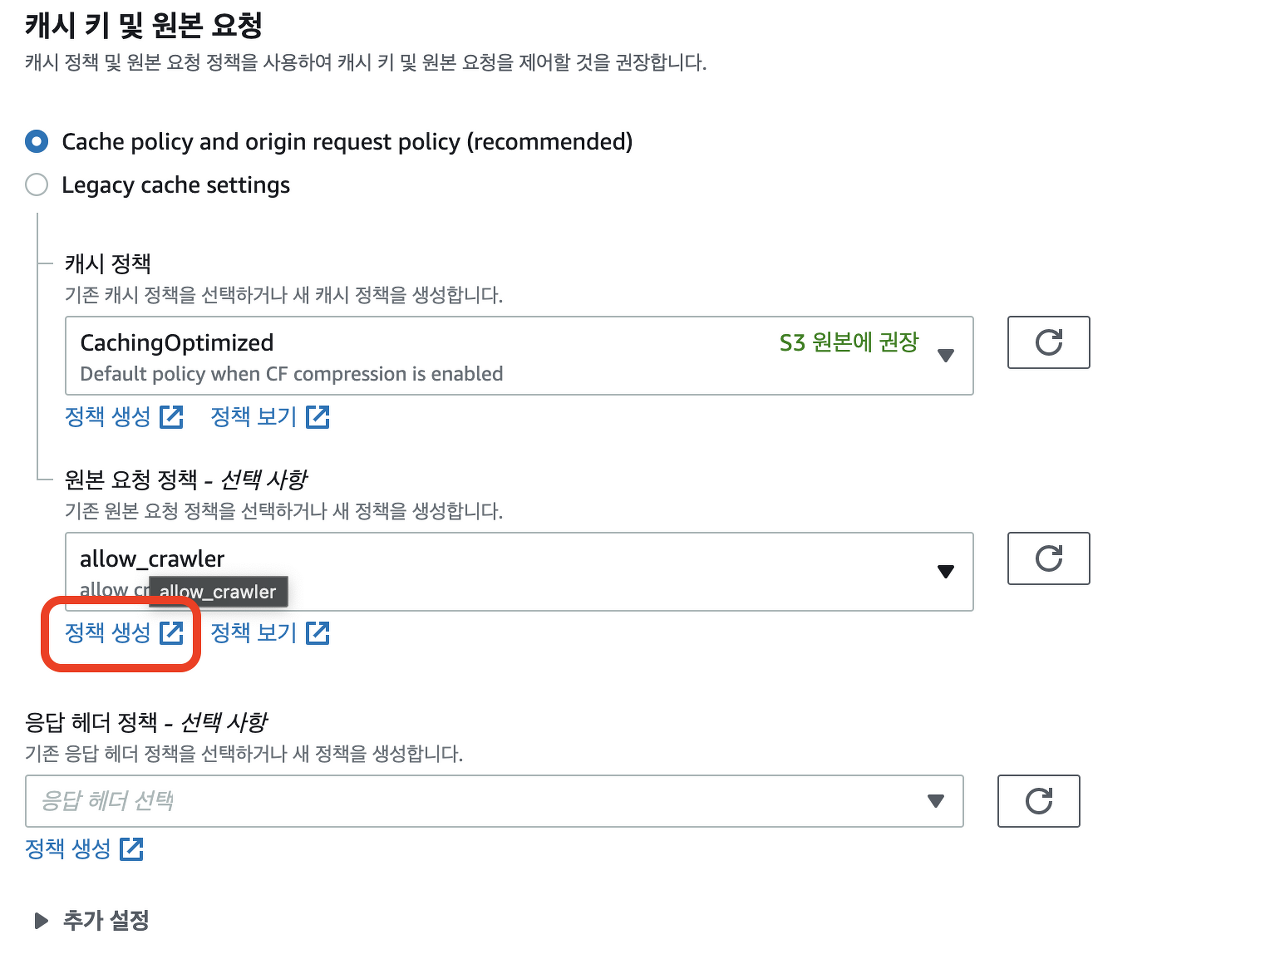 캐시 키 및 원본 요청
캐시 정책 및 원본 요청 정책을 사용하여 캐시 키 및 원본 요청을 제어할 것을 권장합니다.
Cache policy and origin request policy (recommended)
Legacy cache settings
캐시 정책
기존 캐시 정책을 선택하거나 새 캐시 정책을 생성합니다.
CachingOptimized S3 원본에 권장
Default policy when CF compression is enabled
정책 생성 정책 보기
원본 요청 정책 - 선택 사항
기존 원본 요청 정책을 선택하거나 새 정책을 생성합니다.
allow_crawler
allow cr allow_crawler
정책 생성 정책 보기
응답 헤더 정책 - 선택 사항
기존 응답 헤더 정책을 선택하거나 새 정책을 생성합니다.
응답 헤더 선택
정책 생성
추가 설정